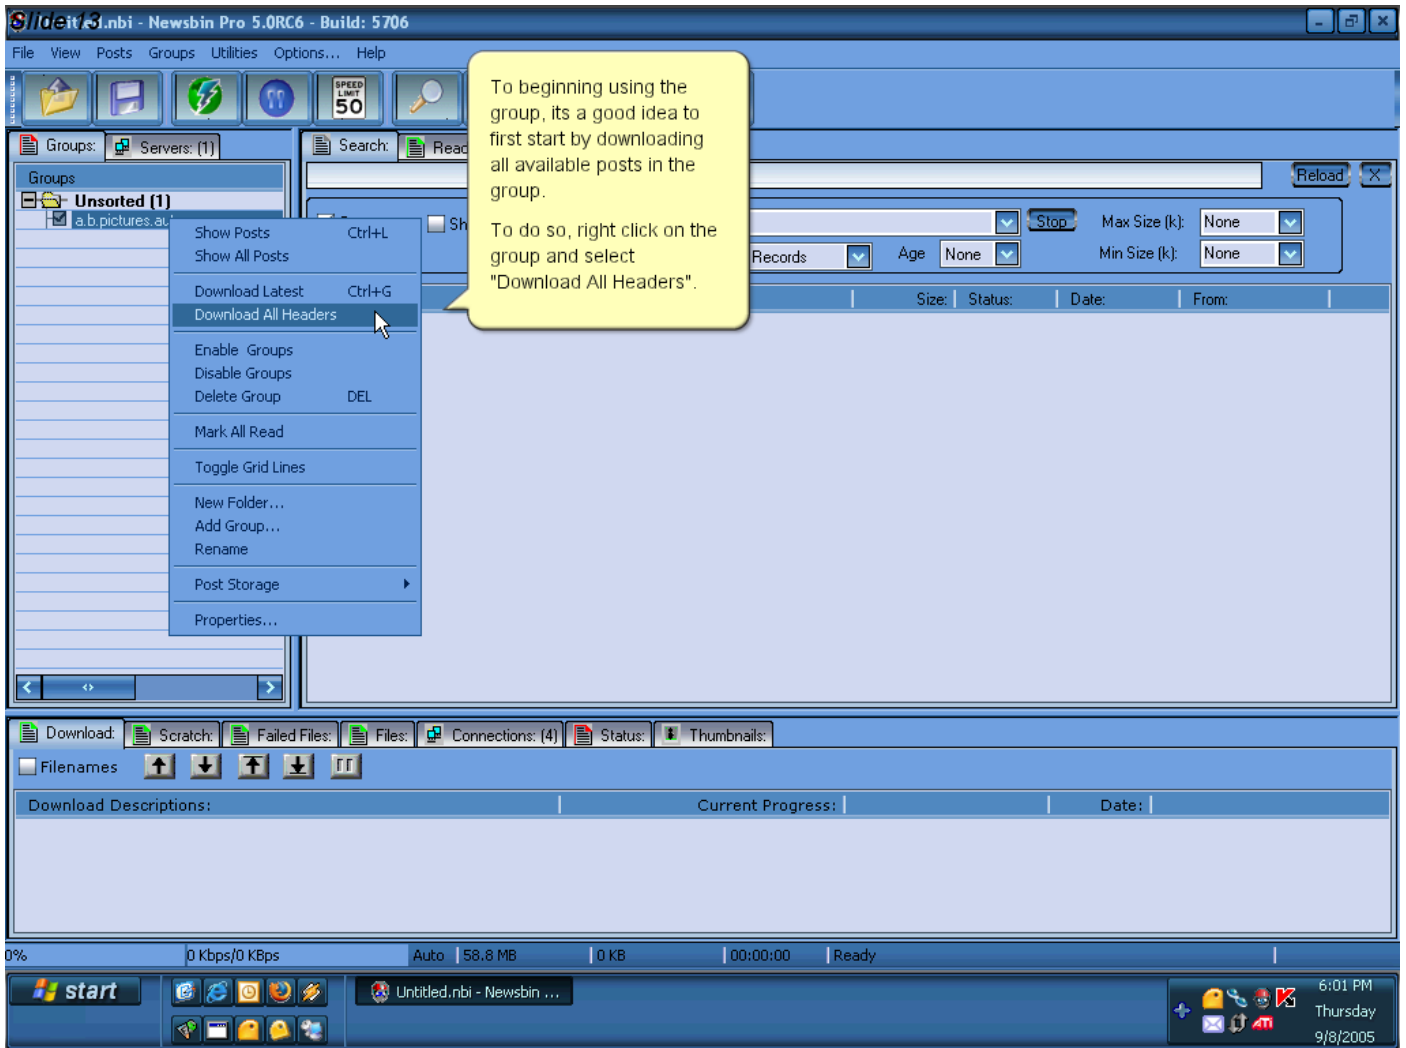 Slide 13
.nbi - Newsbin Pro 5.0RC6 - Build: 5706
File View Posts Groups Utilities Options... Help
SPEED
LIMIT
50
To beginning using the
group, its a good idea to
first start by downloading
all available posts in the
group.
To do so, right click on the
group and select
"Download All Headers".
Groups: Servers: (1)
Search: Read
Groups
Reload X
Unsorted (1)
a.b.pictures.au
Sh
Stop Max Size (k): None
Records Age None Min Size (k): None
Size: Status: Date: From:
Show Posts Ctrl+L
Show All Posts
Download Latest Ctrl+G
Download All Headers
Enable Groups
Disable Groups
Delete Group DEL
Mark All Read
Toggle Grid Lines
New Folder...
Add Group...
Rename
Post Storage
Properties...
Download: Scratch: Failed Files: Files: Connections: (4) Status: Thumbnails:
Filenames
Download Descriptions: Current Progress: Date:
0% 0 Kbps/0 KBps Auto 58.8 MB 0 KB 00:00:00 Ready
start Untitled.nbi - Newsbin ...
ATI
6:01 PM
Thursday
9/8/2005